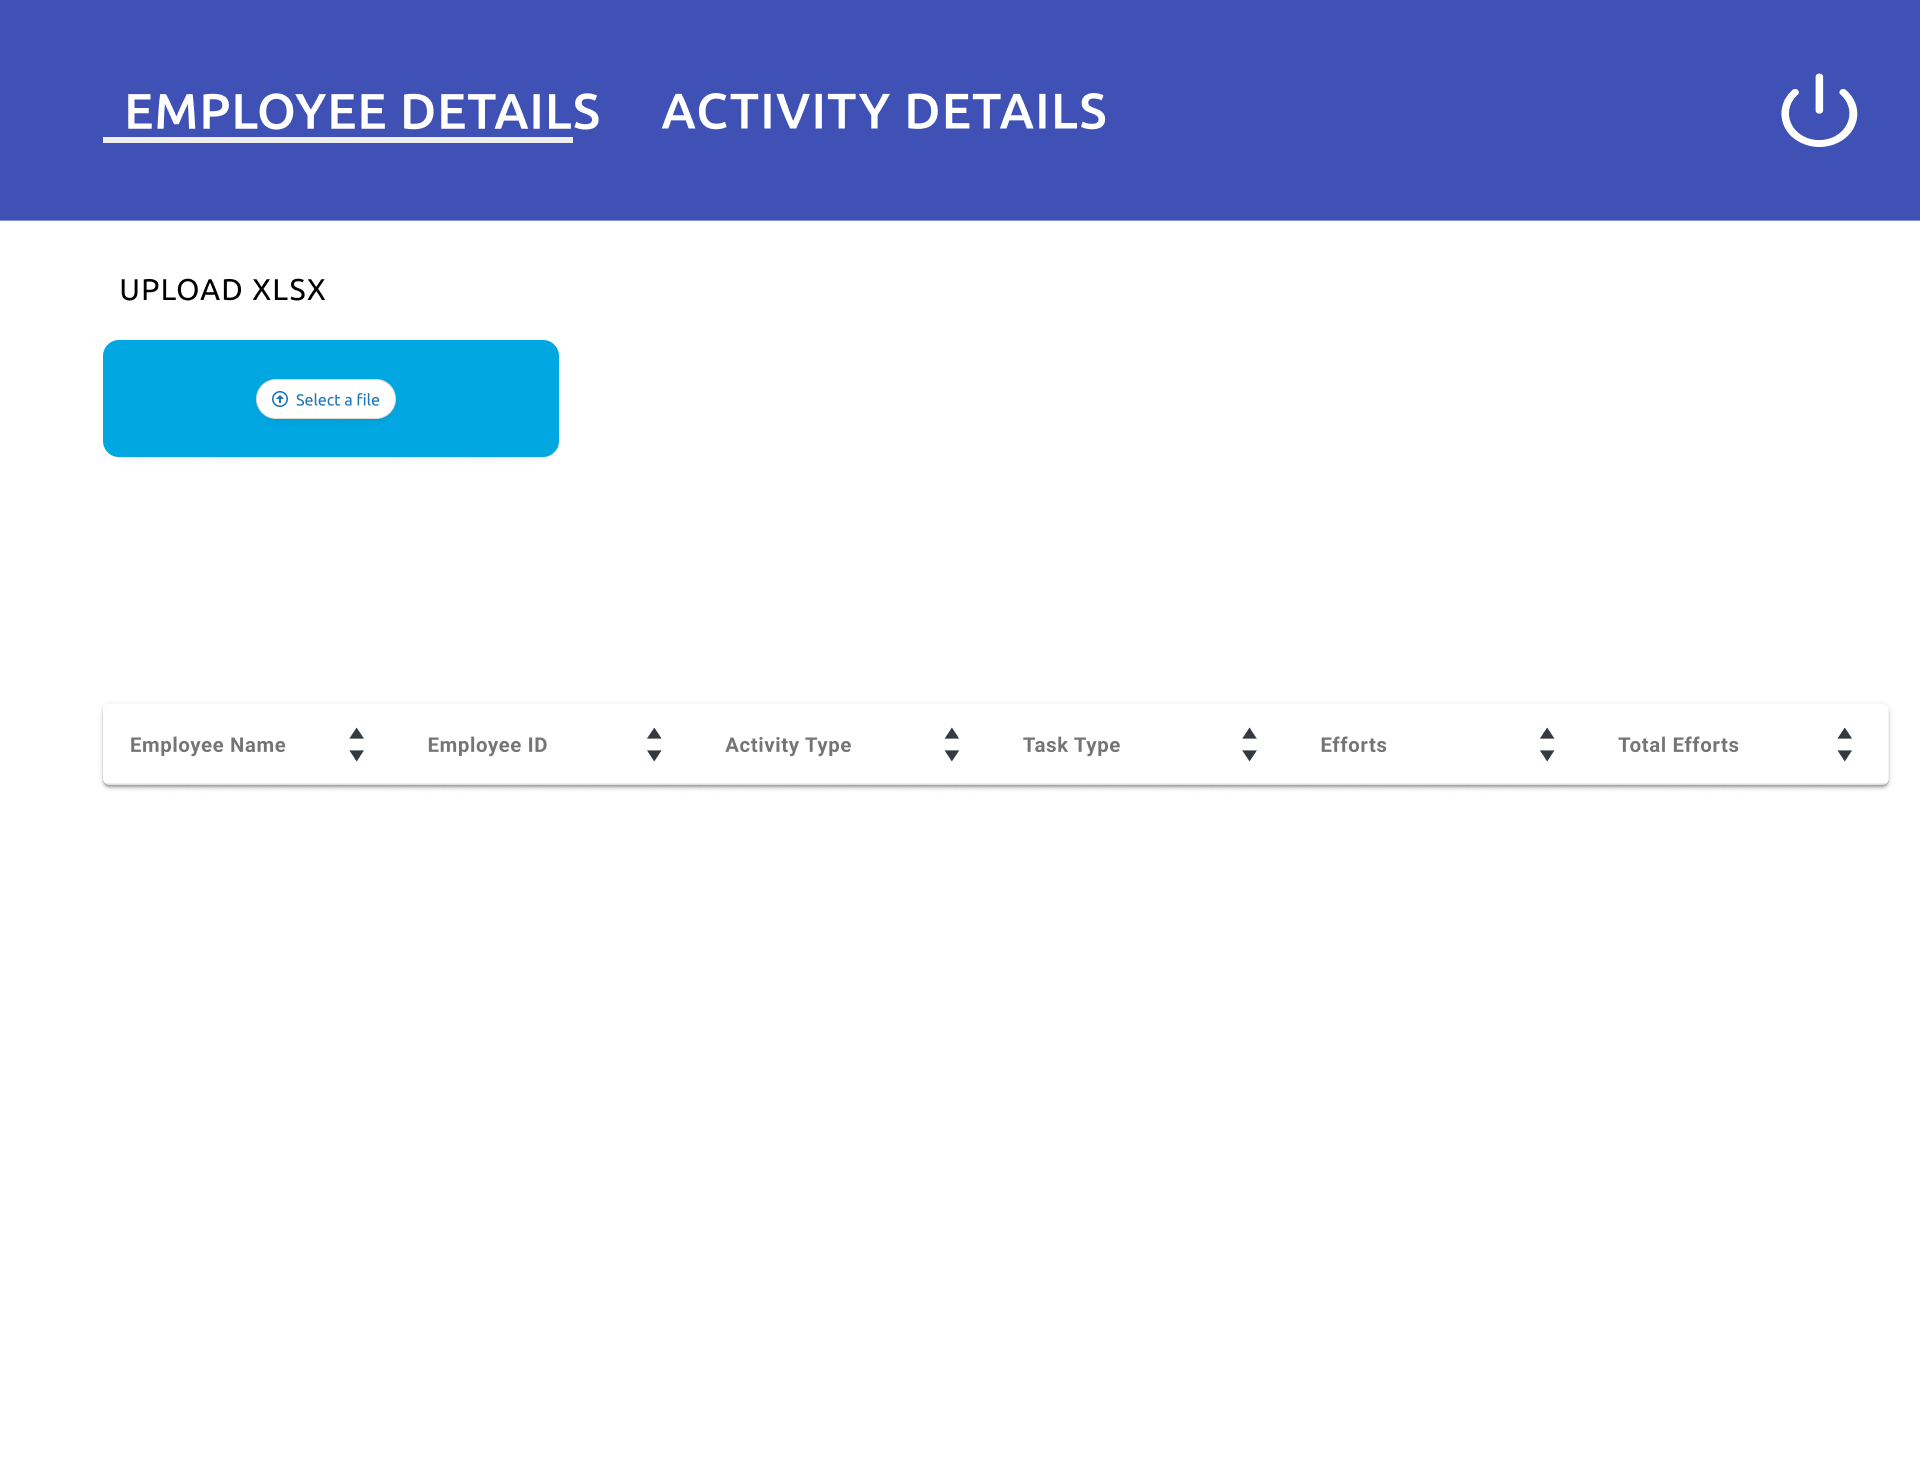 EMPLOYEE DETAILS ACTIVITY DETAILS
UPLOAD XLSX
Select a file
Employee Name Employee ID Activity Type Task Type Efforts Total Efforts